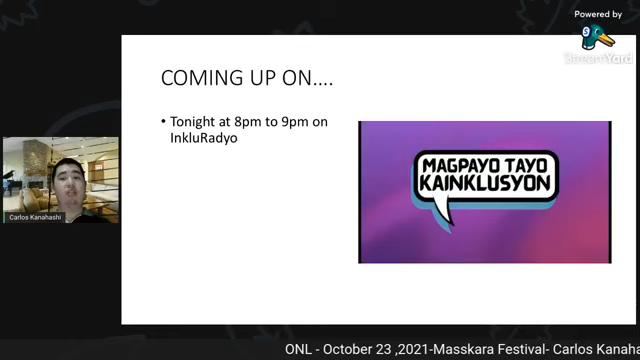 Powered by
StreamYard
COMING UP ON....
• Tonight at 8pm to 9pm on
InkluRadyo
MAGPAYO TAYO
KAINKLUSYON
Carlos Kanahashi
ONL - October 23 ,2021-Masskara Festival- Carlos Kanaha